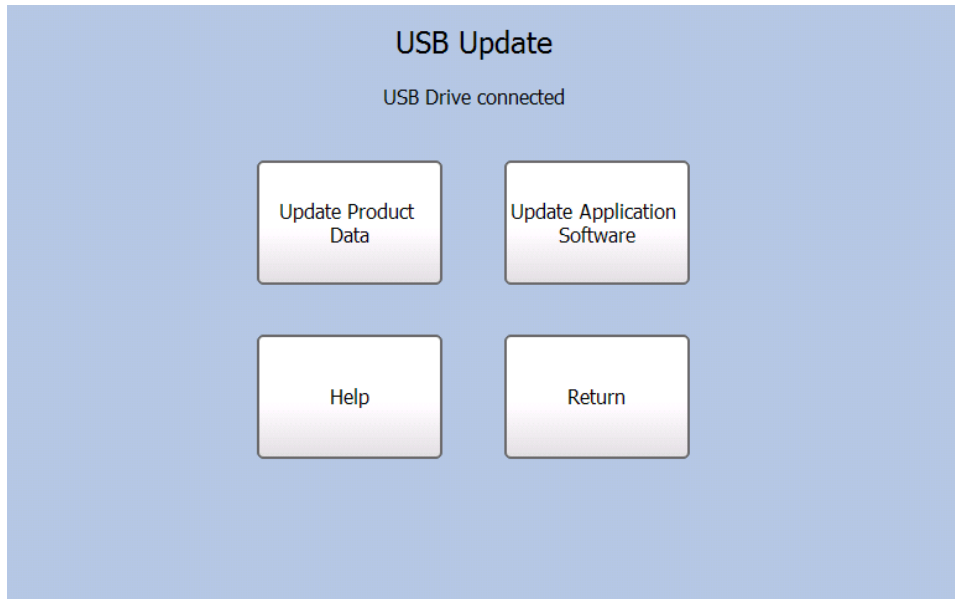 USB Update
USB Drive connected
Update Product
Data
Update Application
Software
Help
Return